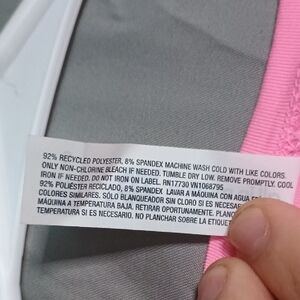 92% RECYCLED POLYESTER, 8% SPANDEX MACHINE WASH COLD WITH LIKE COLORS.
ONLY NON-CHLORINE BLEACH IF NEEDED. TUMBLE DRY LOW. REMOVE PROMPTLY. COOL
IRON IF NEEDED. DO NOT IRON ON LABEL. RN17730 VN1068795
92% POLIÉSTER RECICLADO, 8% SPANDEX LAVAR A MÁQUINA CON AGUA
COLORES SIMILARES. SÓLO BLANQUEADOR SIN CLORO SI ES NECESARIO.
MÁQUINA A TEMPERATURA BAJA. RETIRAR OPORTUNAMENTE. PLANCHA
TEMPERATURA SI ES NECESARIO. NO PLANCHAR SOBRE LA ETIQUETA